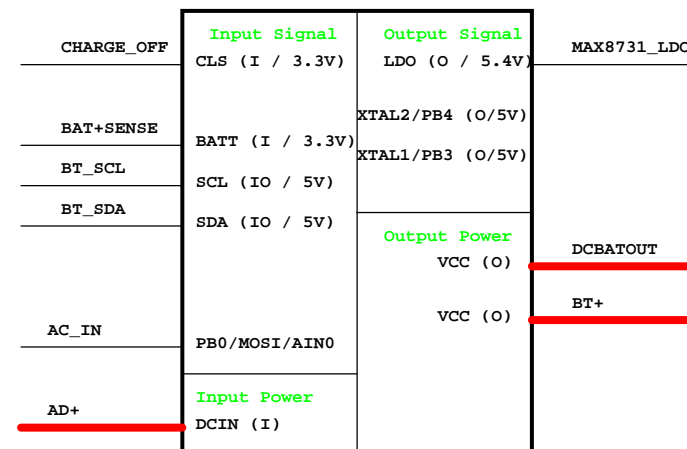 Input Signal
Output Signal
CHARGE_OFF
CLS (I / 3.3V)
LDO (O / 5.4V)
MAX8731_LDO
XTAL2/PB4 (O/5V)
BAT+SENSE
BATT (I / 3.3V)
XTAL1/PB3 (O/5V)
BT_SCL
SCL (IO / 5V)
BT_SDA
SDA (IO / 5V)
Output Power
DCBATOUT
VCC (O)
BT+
VCC (O)
AC_IN
PB0/MOSI/AIN0
Input Power
AD+
DCIN (I)